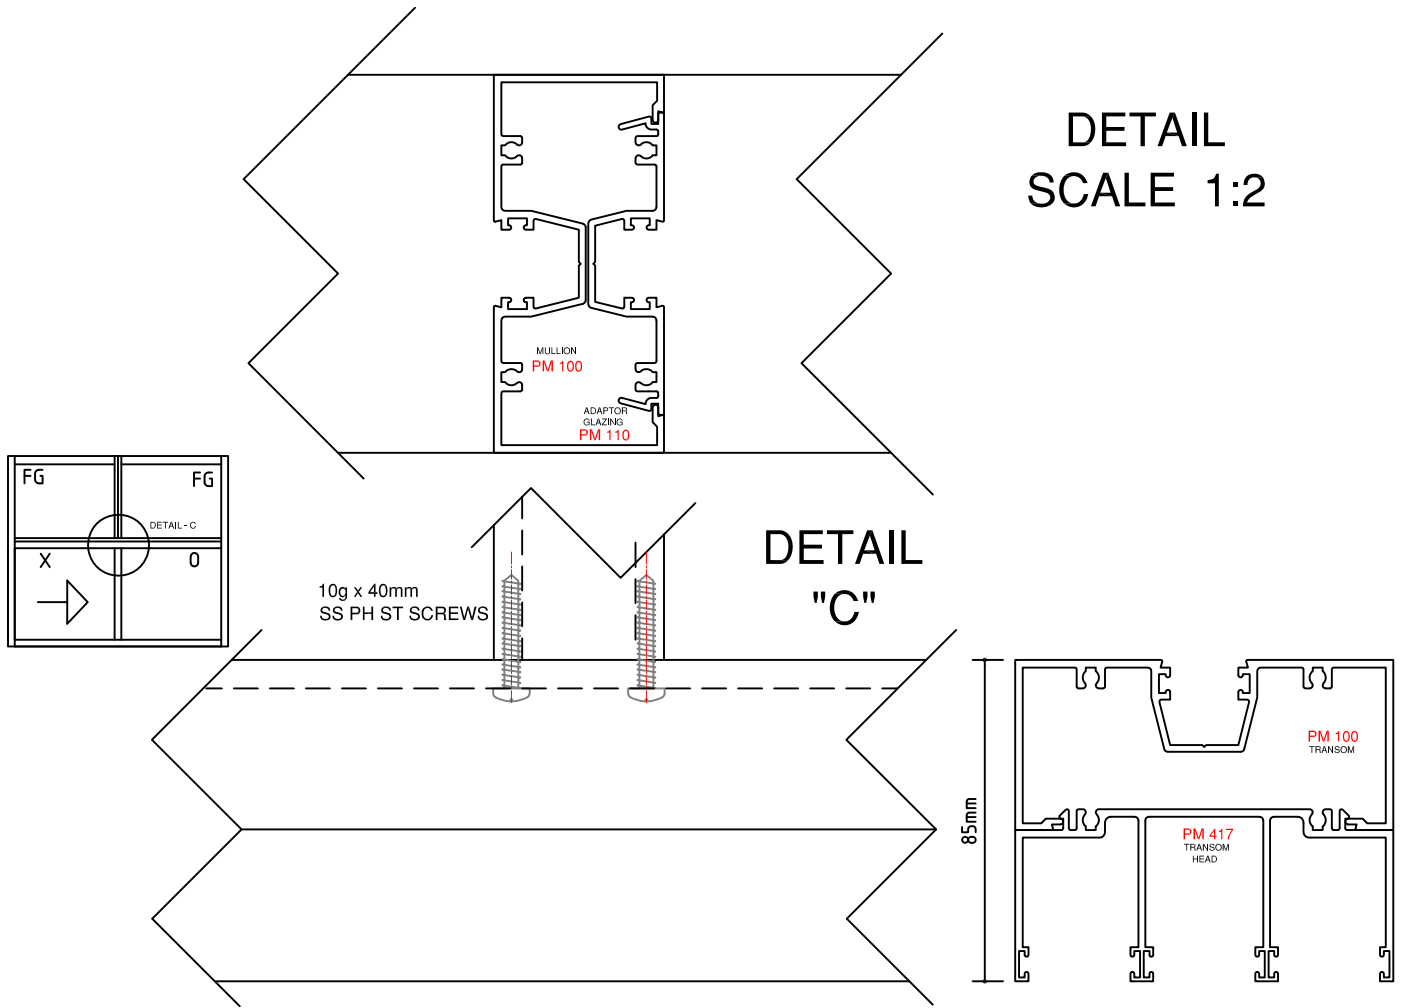 DETAIL
SCALE 1:2
MULLION
PM 100
ADAPTOR
GLAZING
PM 110
FG
FG
DETAIL - C
X
O
DETAIL
"C"
10g x 40mm
SS PH ST SCREWS
85mm
PM 100
TRANSOM
PM 417
TRANSOM
HEAD